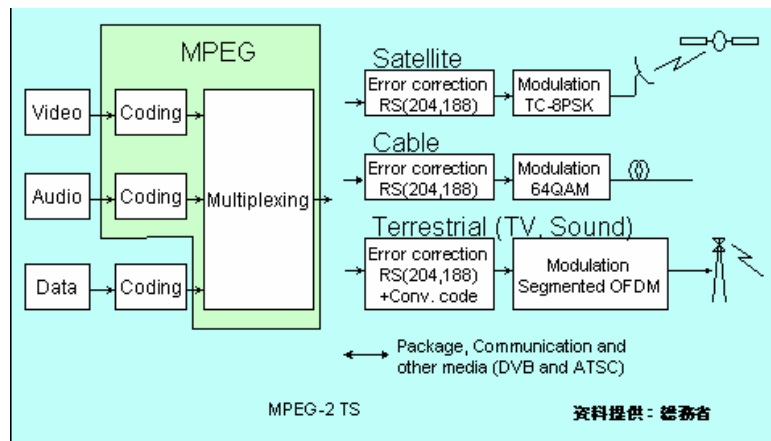 MPEG
Video
Coding
Audio
Coding
Data
Coding
Multiplexing
Satellite
Error correction
RS(204,188)
Modulation
TC-8PSK
Cable
Error correction
RS(204,188)
Modulation
64QAM
Terrestrial (TV, Sound)
Error correction
RS(204,188)
+Conv. code
Modulation
Segmented OFDM
Package, Communication and
other media (DVB and ATSC)
MPEG-2 TS
資料提供：総務省